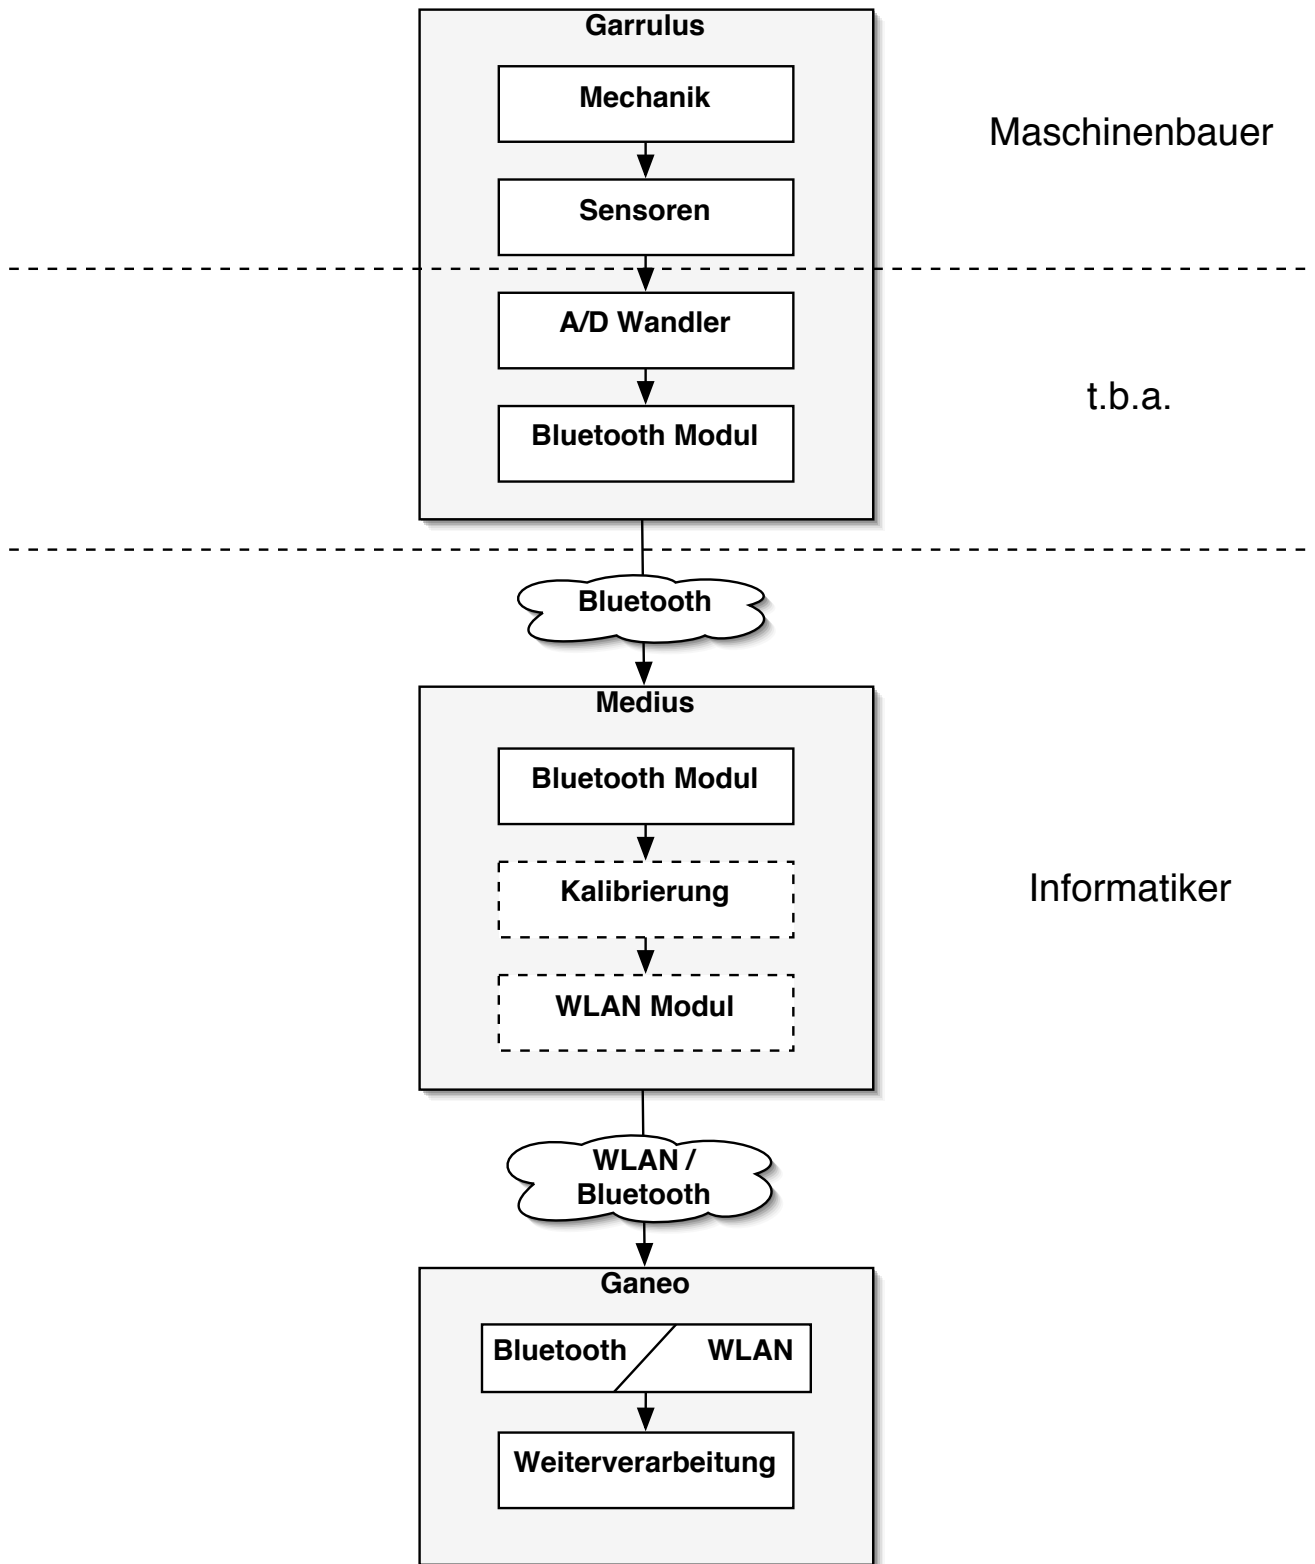 Garrulus
Mechanik
Maschinenbauer
Sensoren
A/D Wandler
t.b.a.
Bluetooth Modul
Bluetooth
Medius
Bluetooth Modul
Kalibrierung
Informatiker
WLAN Modul
WLAN /
Bluetooth
Ganeo
Bluetooth WLAN
Weiterverarbeitung